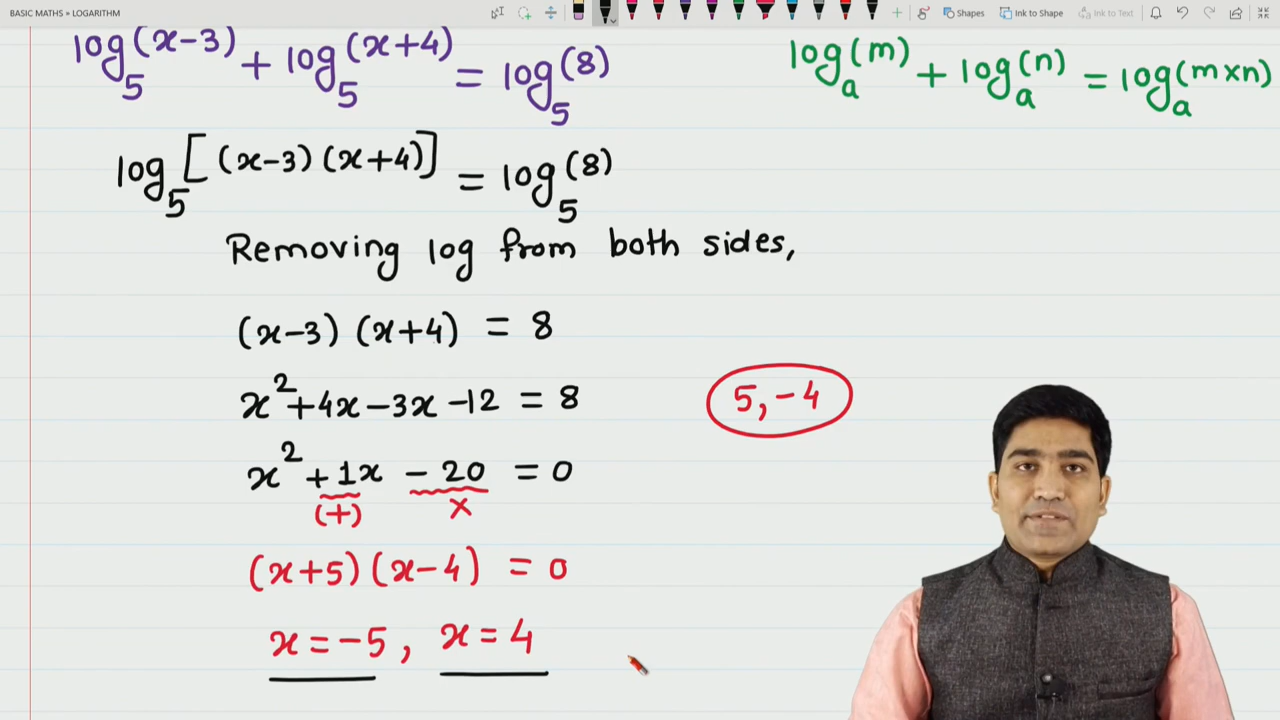 BASIC MATHS » LOGARITHM
Shapes Ink to Shape Ink to Text
log₅(x-3) + log₅(x+4) = log₅(8)
logₐ(m) + logₐ(n) = logₐ(m×n)
log₅[(x-3)(x+4)] = log₅(8)
Removing log from both sides,
(x-3)(x+4) = 8
x²+4x-3x-12 = 8
5, -4
x²+1x-20 = 0
(+) x
(x+5)(x-4) = 0
x=-5, x=4